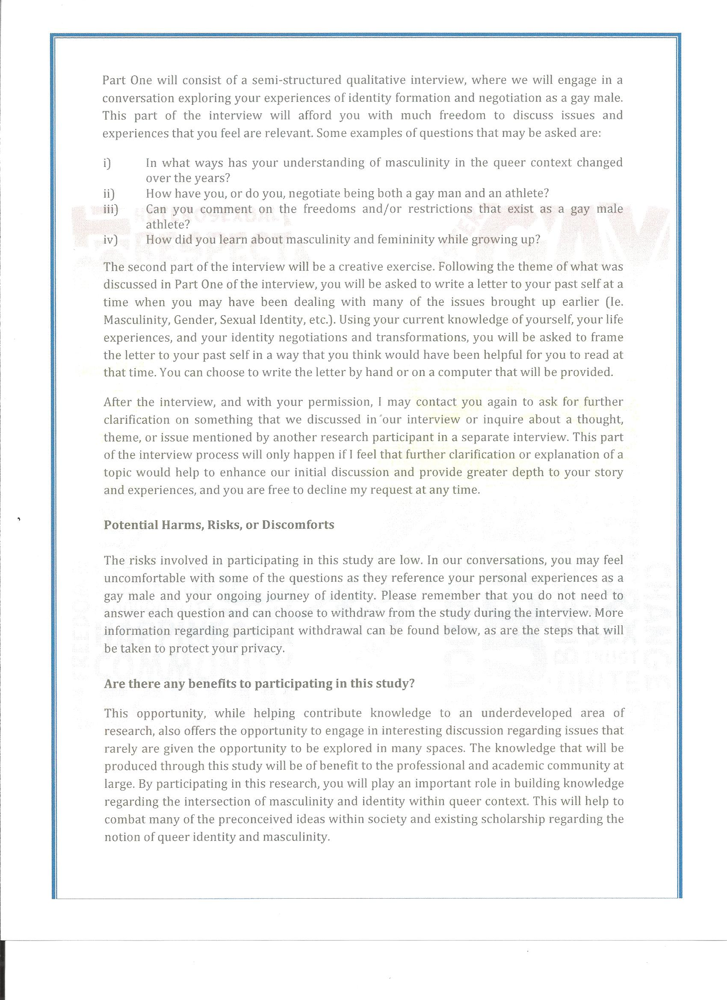 Part One will consist of a semi-structured qualitative interview, where we will engage in a
conversation exploring your experiences of identity formation and negotiation as a gay male.
This part of the interview will afford you with much freedom to discuss issues and
experiences that you feel are relevant. Some examples of questions that may be asked are:
i) In what ways has your understanding of masculinity in the queer context changed
over the years?
ii) How have you, or do you, negotiate being both a gay man and an athlete?
iii) Can you comment on the freedoms and/or restrictions that exist as a gay male
athlete?
iv) How did you learn about masculinity and femininity while growing up?
The second part of the interview will be a creative exercise. Following the theme of what was
discussed in Part One of the interview, you will be asked to write a letter to your past self at a
time when you may have been dealing with many of the issues brought up earlier (Ie.
Masculinity, Gender, Sexual Identity, etc.). Using your current knowledge of yourself, your life
experiences, and your identity negotiations and transformations, you will be asked to frame
the letter to your past self in a way that you think would have been helpful for you to read at
that time. You can choose to write the letter by hand or on a computer that will be provided.
After the interview, and with your permission, I may contact you again to ask for further
clarification on something that we discussed in our interview or inquire about a thought,
theme, or issue mentioned by another research participant in a separate interview. This part
of the interview process will only happen if I feel that further clarification or explanation of a
topic would help to enhance our initial discussion and provide greater depth to your story
and experiences, and you are free to decline my request at any time.
Potential Harms, Risks, or Discomforts
The risks involved in participating in this study are low. In our conversations, you may feel
uncomfortable with some of the questions as they reference your personal experiences as a
gay male and your ongoing journey of identity. Please remember that you do not need to
answer each question and can choose to withdraw from the study during the interview. More
information regarding participant withdrawal can be found below, as are the steps that will
be taken to protect your privacy.
Are there any benefits to participating in this study?
This opportunity, while helping contribute knowledge to an underdeveloped area of
research, also offers the opportunity to engage in interesting discussion regarding issues that
rarely are given the opportunity to be explored in many spaces. The knowledge that will be
produced through this study will be of benefit to the professional and academic community at
large. By participating in this research, you will play an important role in building knowledge
regarding the intersection of masculinity and identity within queer context. This will help to
combat many of the preconceived ideas within society and existing scholarship regarding the
notion of queer identity and masculinity.